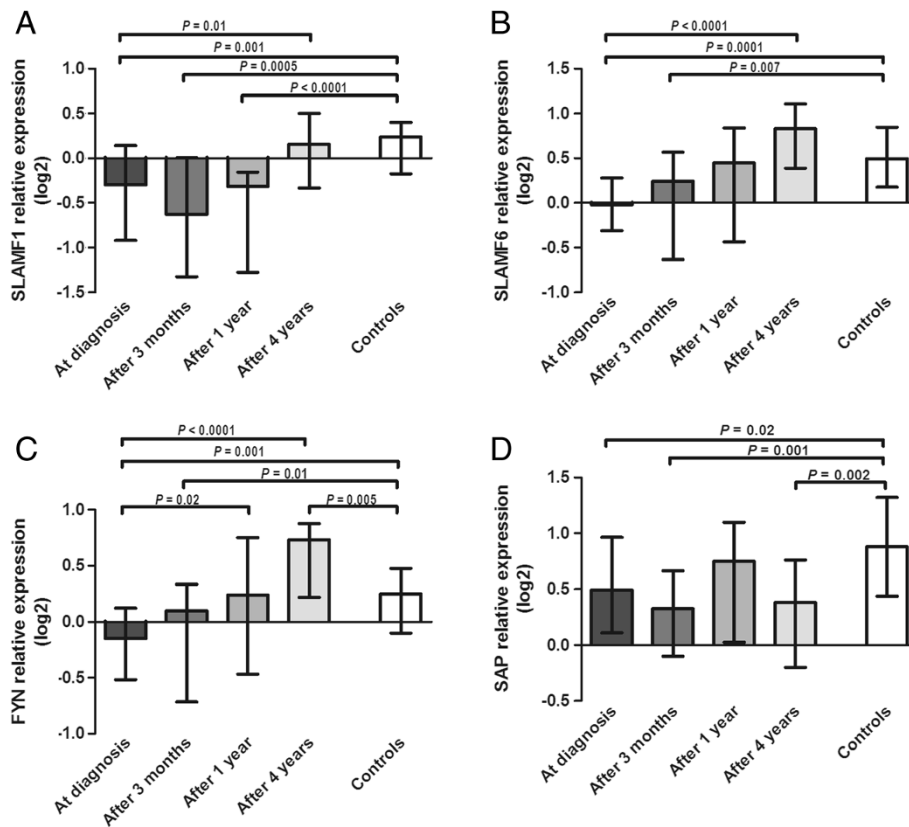 A
P = 0.01
P = 0.001
P = 0.0005
P < 0.0001
SLAMF1 relative expression
(log2)
1.0
0.5
0.0
-0.5
-1.0
-1.5
At diagnosis
After 3 months
After 1 year
After 4 years
Controls
B
P < 0.0001
P = 0.0001
P = 0.007
SLAMF6 relative expression
(log2)
1.5
1.0
0.5
0.0
-0.5
-1.0
At diagnosis
After 3 months
After 1 year
After 4 years
Controls
C
P < 0.0001
P = 0.001
P = 0.01
P = 0.02
P = 0.005
FYN relative expression
(log2)
1.0
0.5
0.0
-0.5
-1.0
At diagnosis
After 3 months
After 1 year
After 4 years
Controls
D
P = 0.02
P = 0.001
P = 0.002
SAP relative expression
(log2)
1.5
1.0
0.5
0.0
-0.5
At diagnosis
After 3 months
After 1 year
After 4 years
Controls